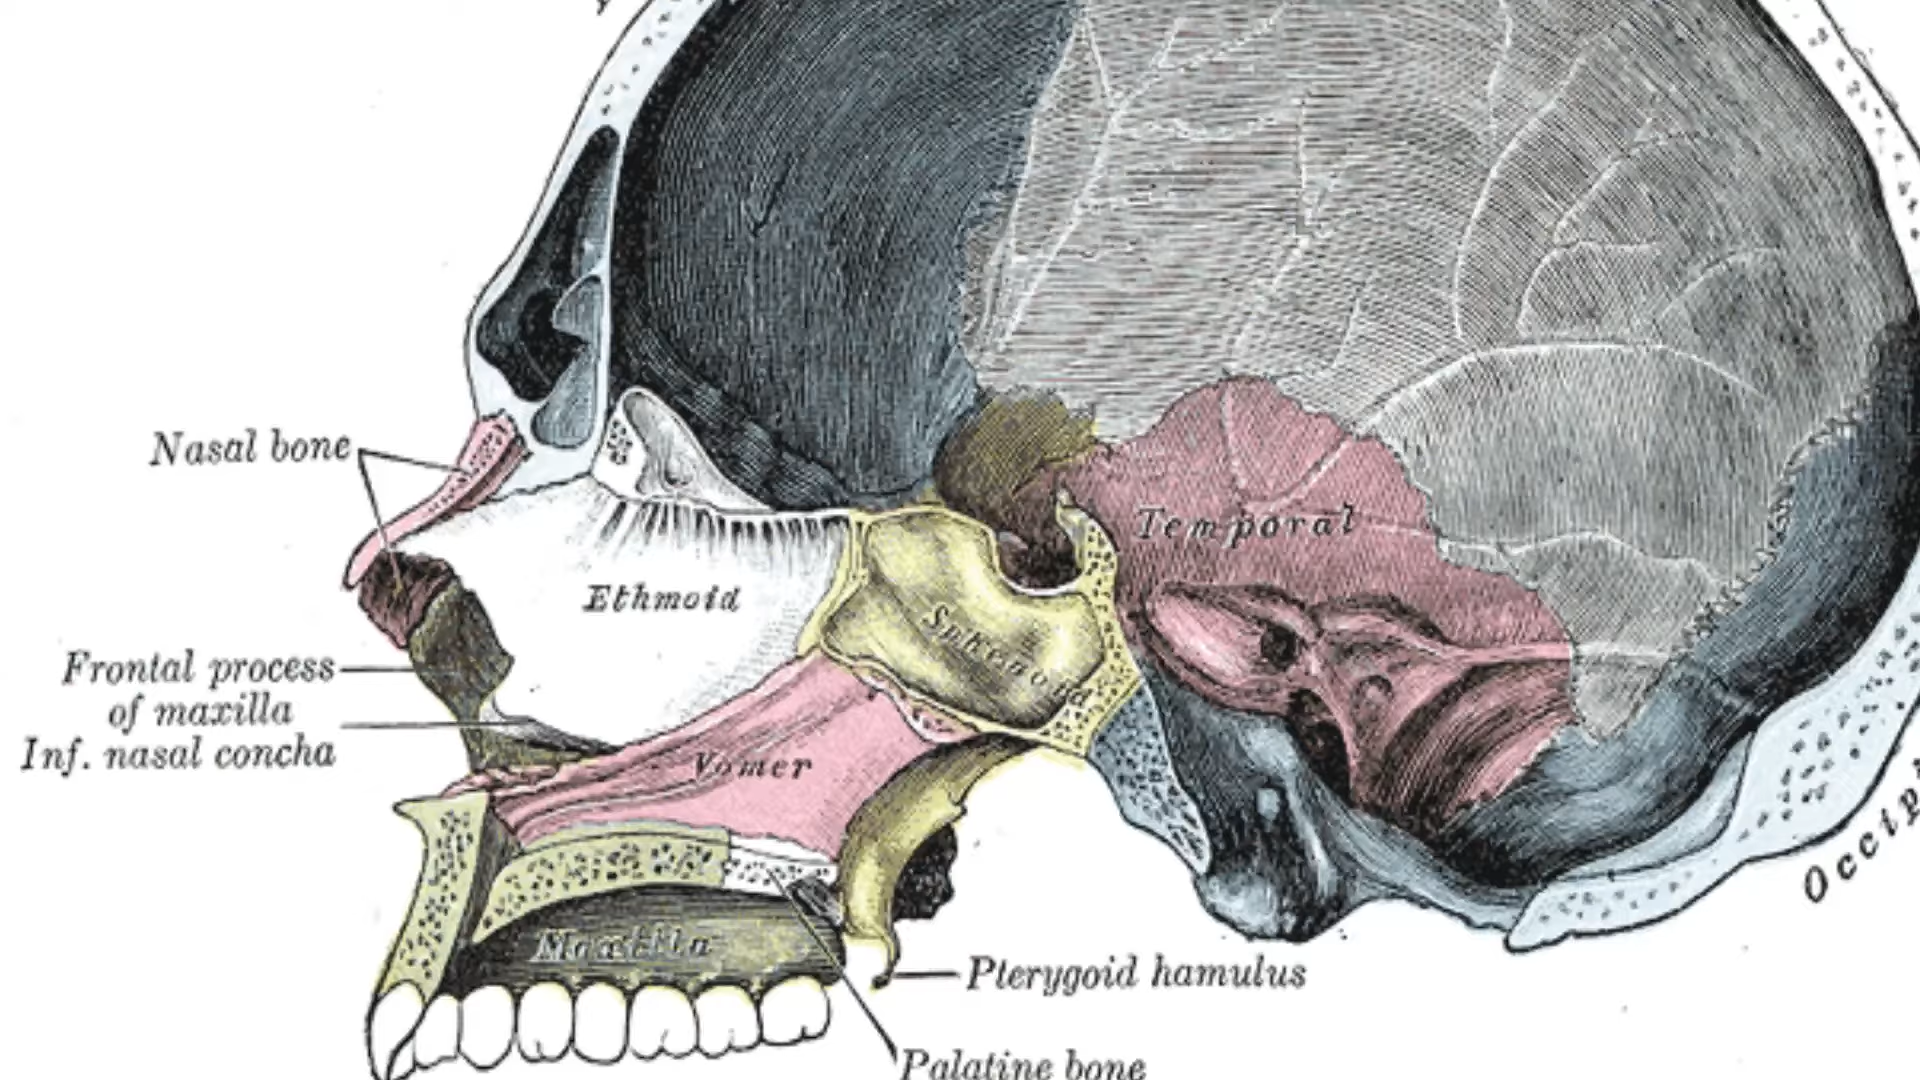 Nasal bone
Temporal
Ethmoid
Sphenoid
Frontal process
of maxilla
Inf. nasal concha
Vomer
Occip
Maxilla
Pterygoid hamulus
Palatine bone